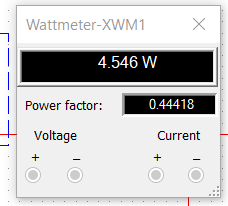 Wattmeter-XWM1
4.546 W
Power factor: 0.44418
Voltage Current
+ – + –